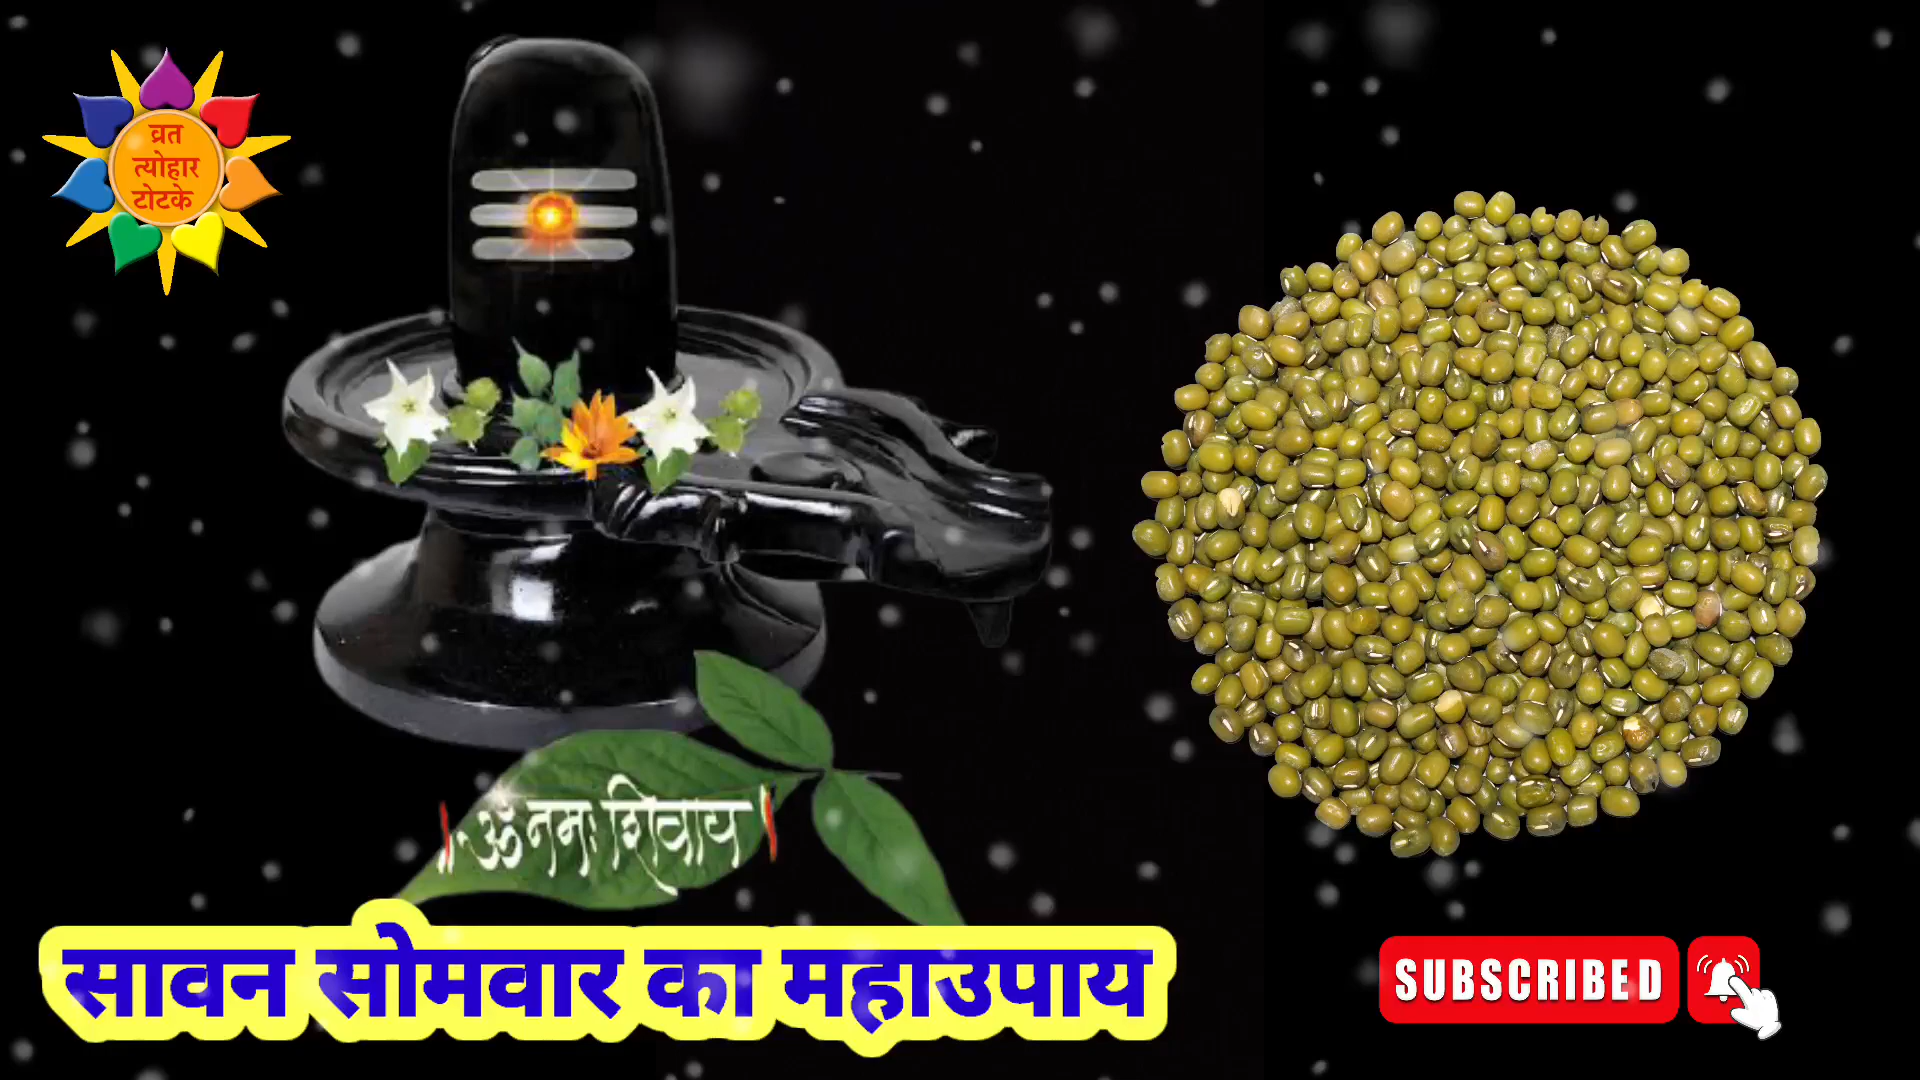 व्रत
त्योहार
टोटके
॥ ॐ नमः शिवाय ॥
सावन सोमवार का महाउपाय
SUBSCRIBED